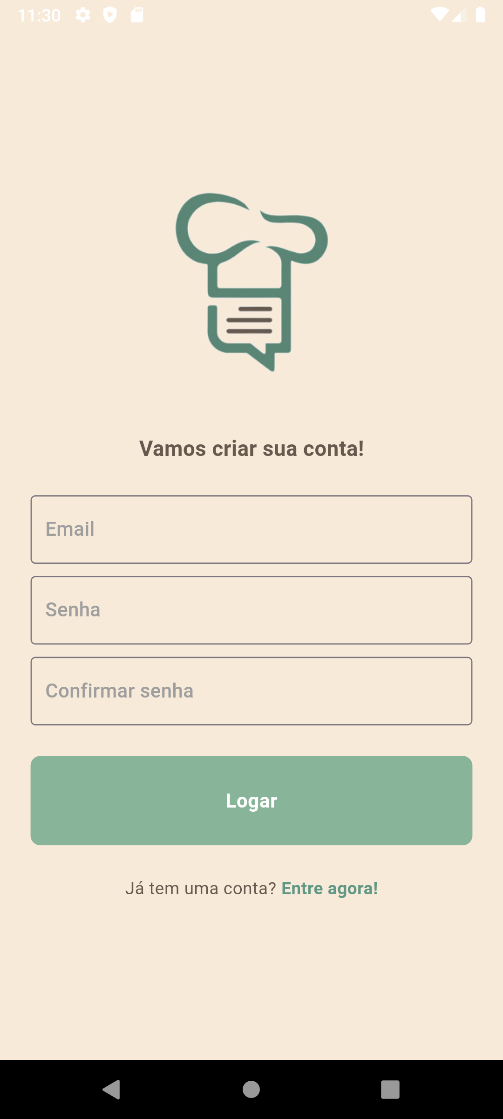 11:30
Vamos criar sua conta!
Email
Senha
Confirmar senha
Logar
Já tem uma conta? Entre agora!